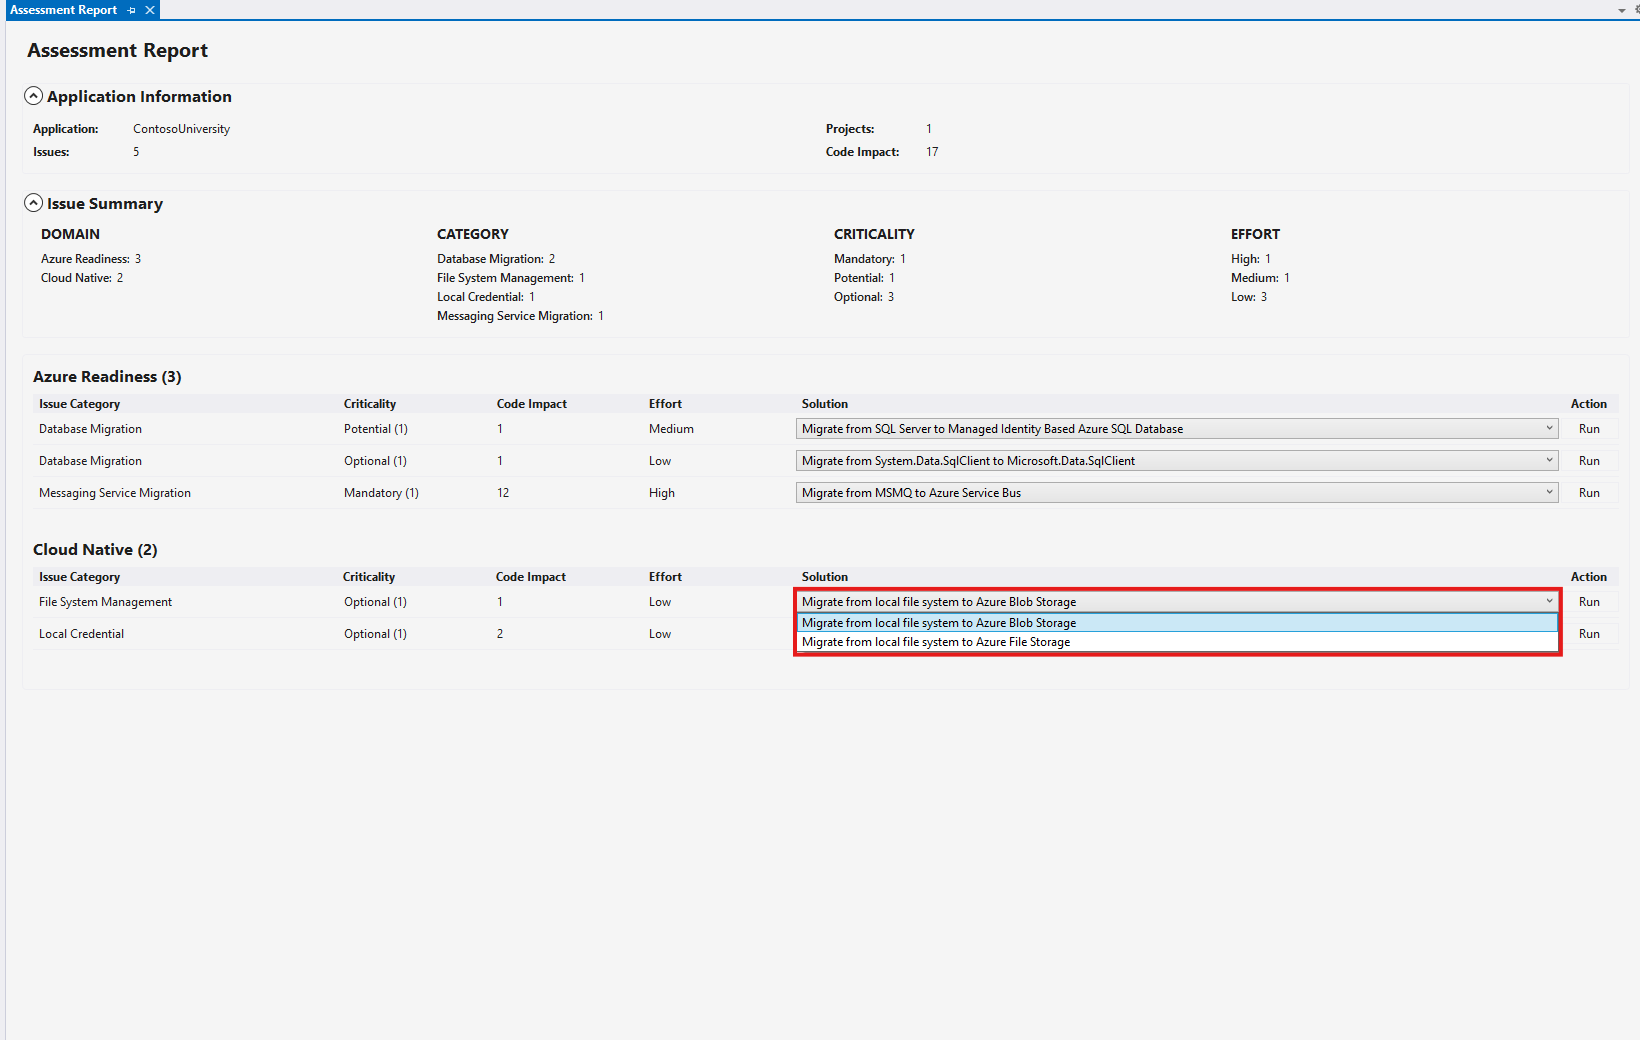 Assessment Report
Assessment Report
Application Information
Application: ContosoUniversity Projects: 1
Issues: 5 Code Impact: 17
Issue Summary
DOMAIN CATEGORY CRITICALITY EFFORT
Azure Readiness: 3 Database Migration: 2 Mandatory: 1 High: 1
Cloud Native: 2 File System Management: 1 Potential: 1 Medium: 1
Local Credential: 1 Optional: 3 Low: 3
Messaging Service Migration: 1
Azure Readiness (3)
Issue Category Criticality Code Impact Effort Solution Action
Database Migration Potential (1) 1 Medium Migrate from SQL Server to Managed Identity Based Azure SQL Database Run
Database Migration Optional (1) 1 Low Migrate from System.Data.SqlClient to Microsoft.Data.SqlClient Run
Messaging Service Migration Mandatory (1) 12 High Migrate from MSMQ to Azure Service Bus Run
Cloud Native (2)
Issue Category Criticality Code Impact Effort Solution Action
File System Management Optional (1) 1 Low Migrate from local file system to Azure Blob Storage Run
Migrate from local file system to Azure Blob Storage
Local Credential Optional (1) 2 Low Run
Migrate from local file system to Azure File Storage